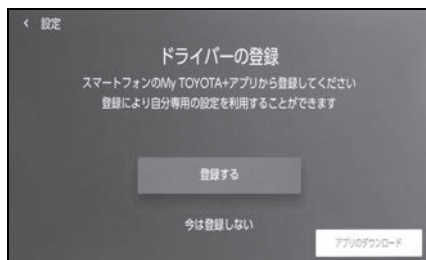 < 設定
ドライバーの登録
スマートフォンのMy TOYOTA+アプリから登録してください
登録により自分専用の設定を利用することができます
登録する
今は登録しない
アプリのダウンロード